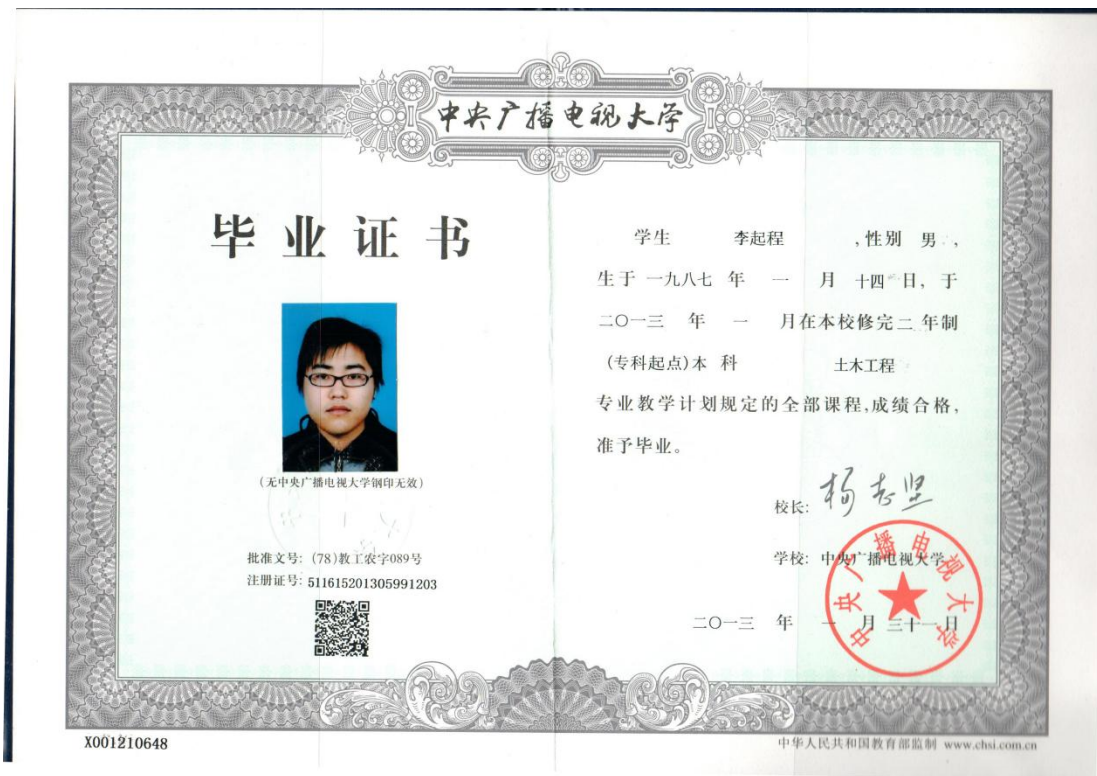 中央广播电视大学
毕业证书
(无中央广播电视大学钢印无效)
批准文号: (78)教工农字089号
注册证号: 511615201305991203
学生 李起程 ,性别 男 ,
生于 一九八七 年 一 月 十四 日, 于
二〇一三 年 一 月在本校修完二 年制
(专科起点)本 科 土木工程
专业教学计划规定的全部课程,成绩合格,
准予毕业。
校长: 杨志坚
学校: 中央广播电视大学
中央广播电视大学
二〇一三 年 一 月 三十一 日
X001210648
中华人民共和国教育部监制 www.chsi.com.cn